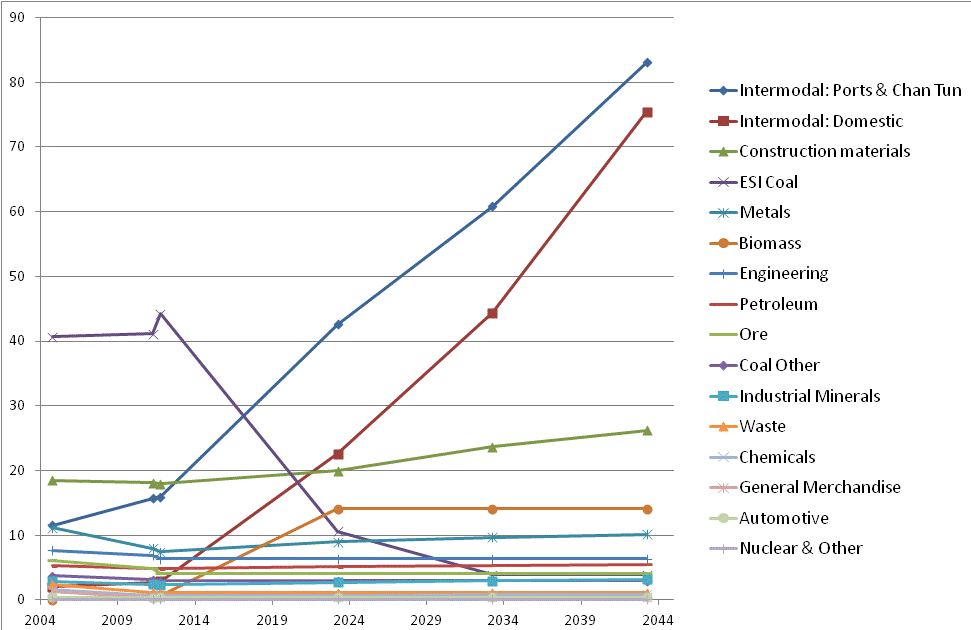 90
80
70
60
50
40
30
20
10
0
2004 2009 2014 2019 2024 2029 2034 2039 2044
Intermodal: Ports & Chan Tun
Intermodal: Domestic
Construction materials
ESI Coal
Metals
Biomass
Engineering
Petroleum
Ore
Coal Other
Industrial Minerals
Waste
Chemicals
General Merchandise
Automotive
Nuclear & Other